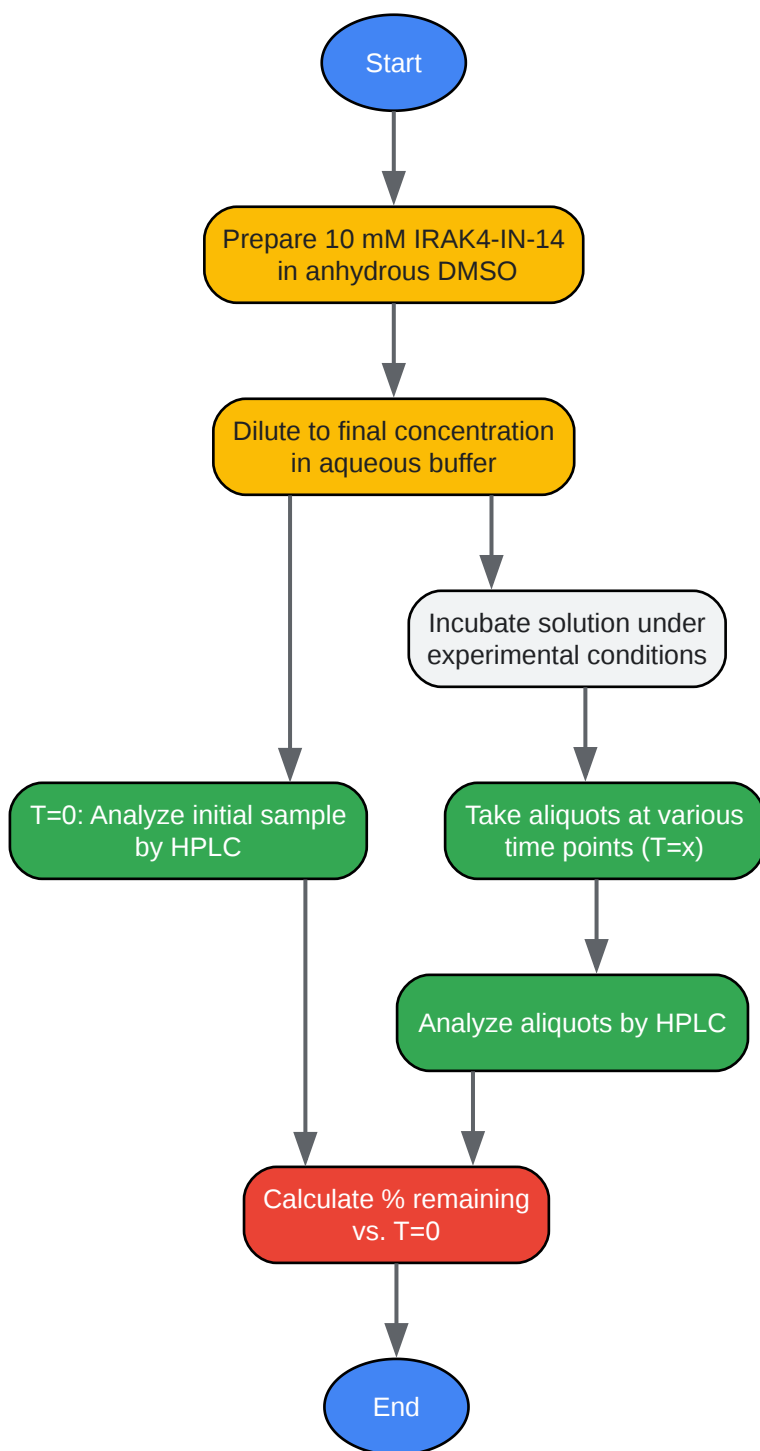 Start
Prepare 10 mM IRAK4-IN-14
in anhydrous DMSO
Dilute to final concentration
in aqueous buffer
Incubate solution under
experimental conditions
T=0: Analyze initial sample
by HPLC
Take aliquots at various
time points (T=x)
Analyze aliquots by HPLC
Calculate % remaining
vs. T=0
End